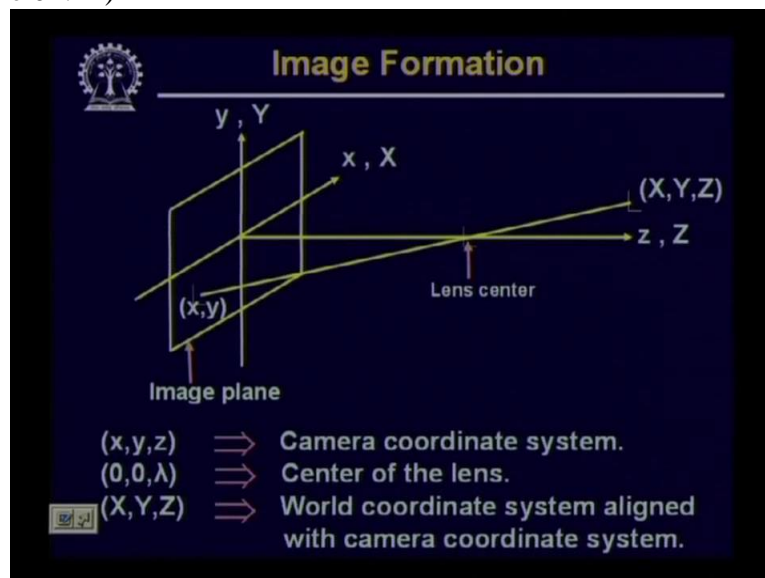 Image Formation
y , Y
x , X
(X,Y,Z)
z , Z
Lens center
(x,y)
Image plane
(x,y,z) ⇒ Camera coordinate system.
(0,0,λ) ⇒ Center of the lens.
(X,Y,Z) ⇒ World coordinate system aligned
with camera coordinate system.